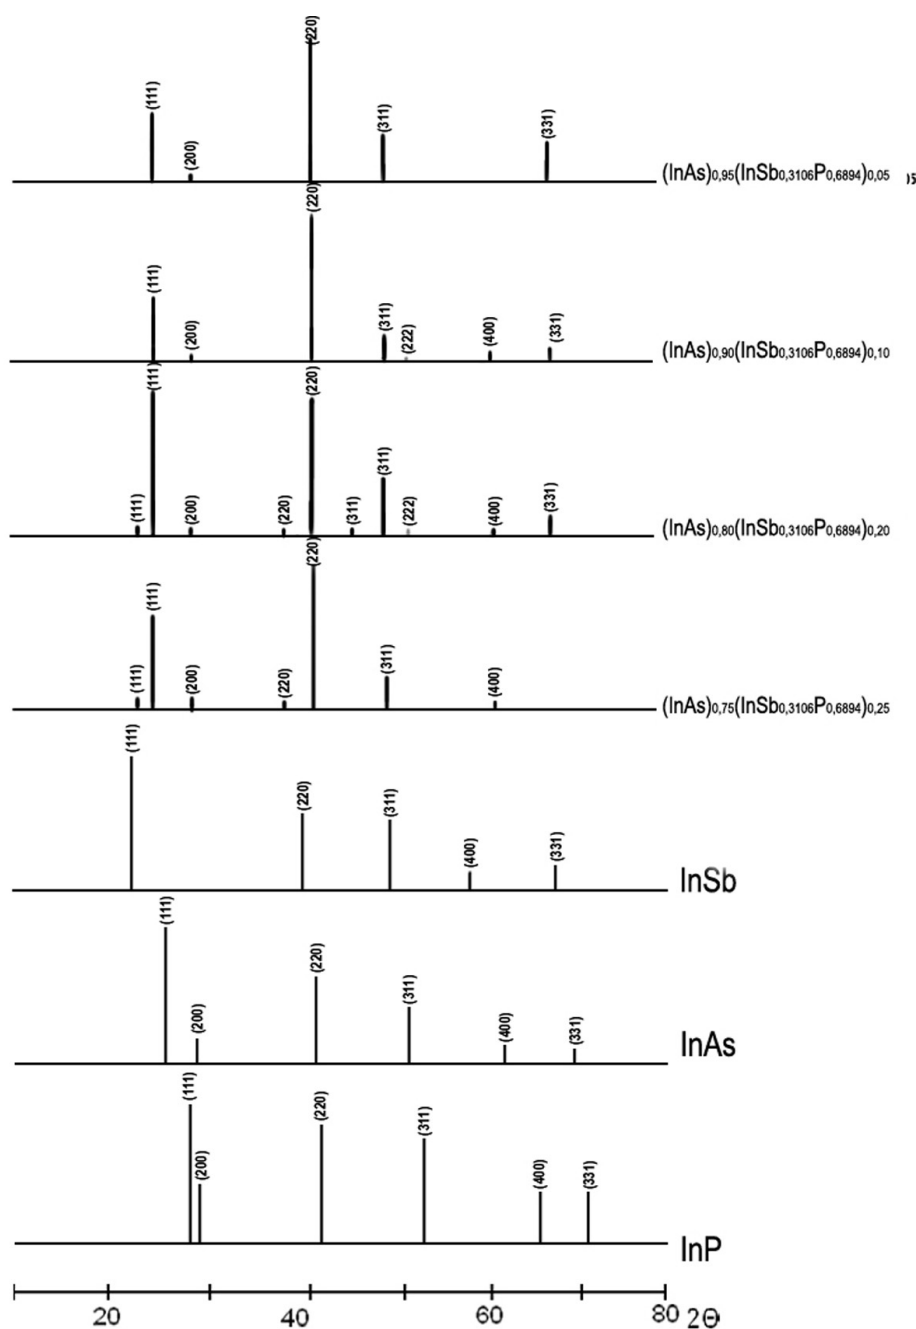 (111) (200) (220) (311) (331) (InAs)0,95(InSb0,3106P0,6894)0,05
(111) (200) (220) (311) (222) (400) (331) (InAs)0,90(InSb0,3106P0,6894)0,10
(111) (111) (200) (220) (220) (311) (311) (222) (400) (331) (InAs)0,80(InSb0,3106P0,6894)0,20
(111) (111) (200) (220) (220) (311) (400) (InAs)0,75(InSb0,3106P0,6894)0,25
(111) (220) (311) (400) (331) InSb
(111) (200) (220) (311) (400) (331) InAs
(111) (200) (220) (311) (400) (331) InP
20 40 60 80 2Θ